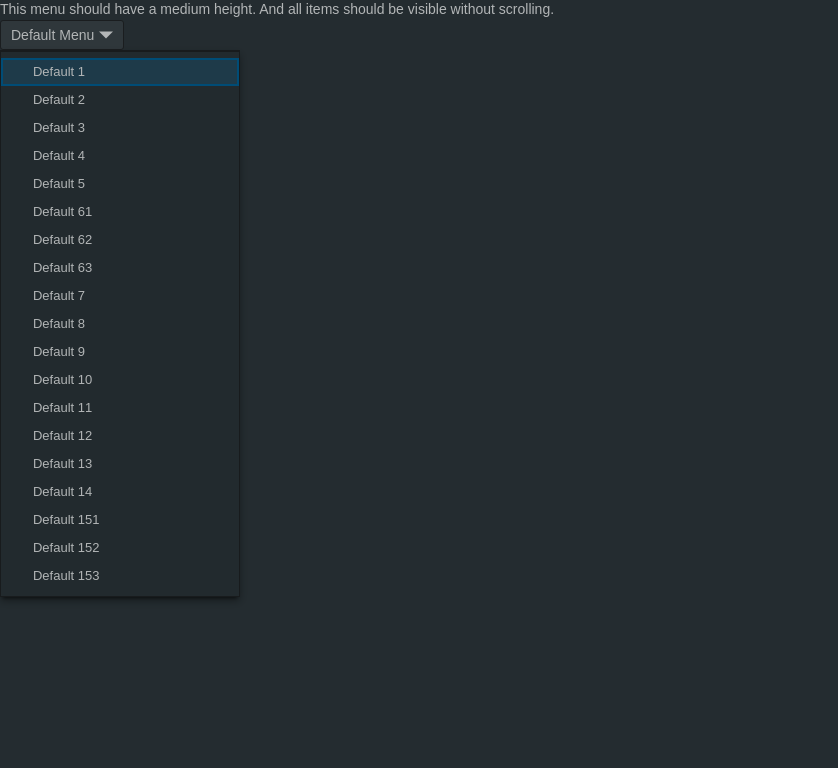 This menu should have a medium height. And all items should be visible without scrolling.
Default Menu
Default 1
Default 2
Default 3
Default 4
Default 5
Default 61
Default 62
Default 63
Default 7
Default 8
Default 9
Default 10
Default 11
Default 12
Default 13
Default 14
Default 151
Default 152
Default 153